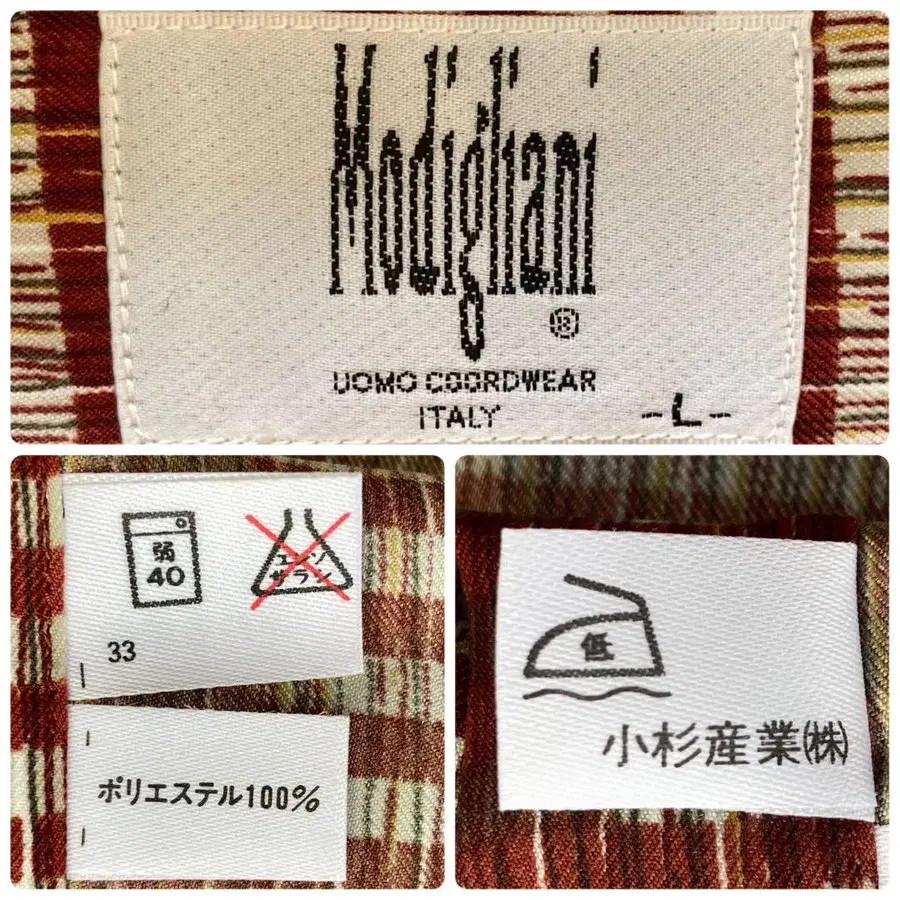 Modigliani
®
UOMO COORDWEAR
ITALY
-L-
弱
40
エンソ
サラシ
33
ポリエステル100%
低
小杉産業㈱